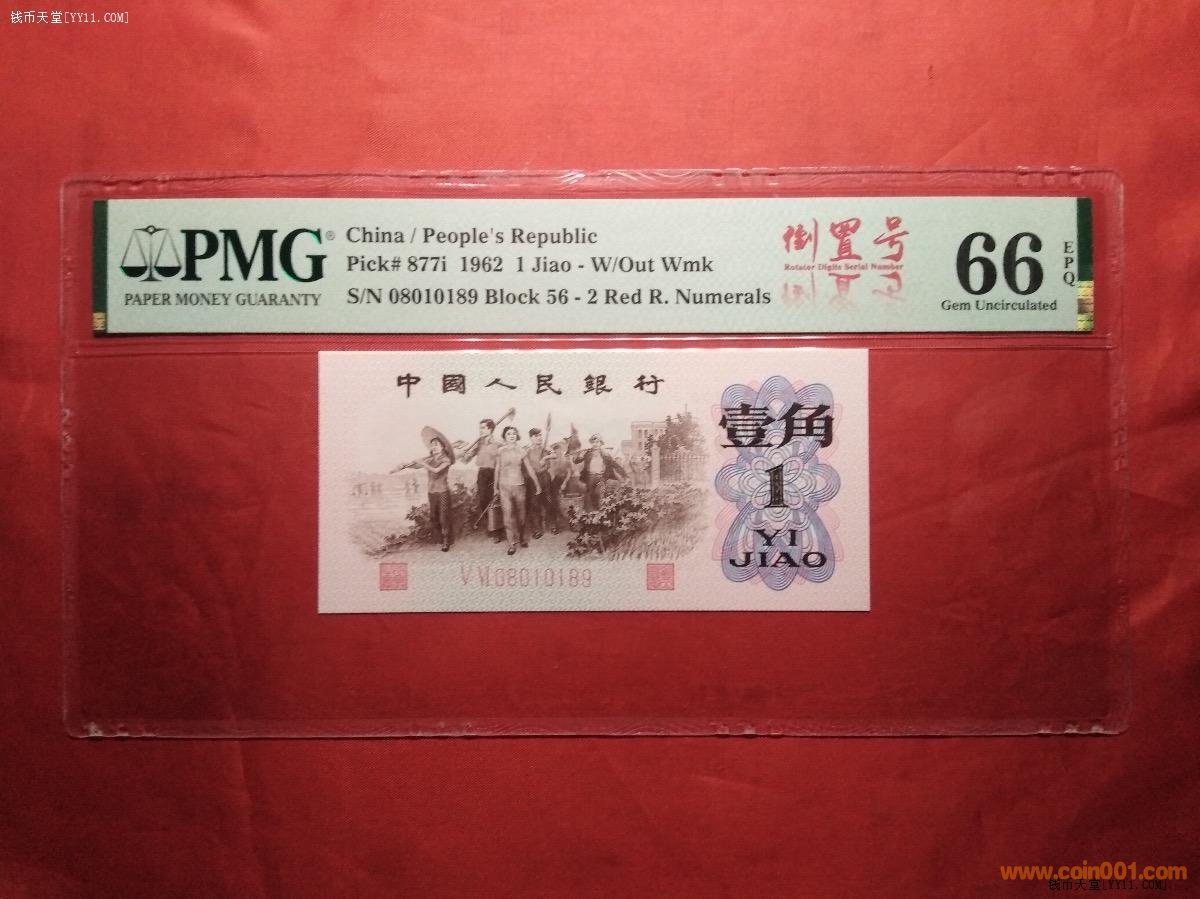 钱币天堂[YY11.COM]
PMG®
PAPER MONEY GUARANTY
China / People's Republic
Pick# 877i 1962 1 Jiao - W/Out Wmk
S/N 08010189 Block 56 - 2 Red R. Numerals
倒置号
Rotator Digits Serial Number
66
EPQ
Gem Uncirculated
中國人民銀行
壹角
1
YI
JIAO
V VI 08010189
www.coin001.com
钱币天堂[YY11.COM]